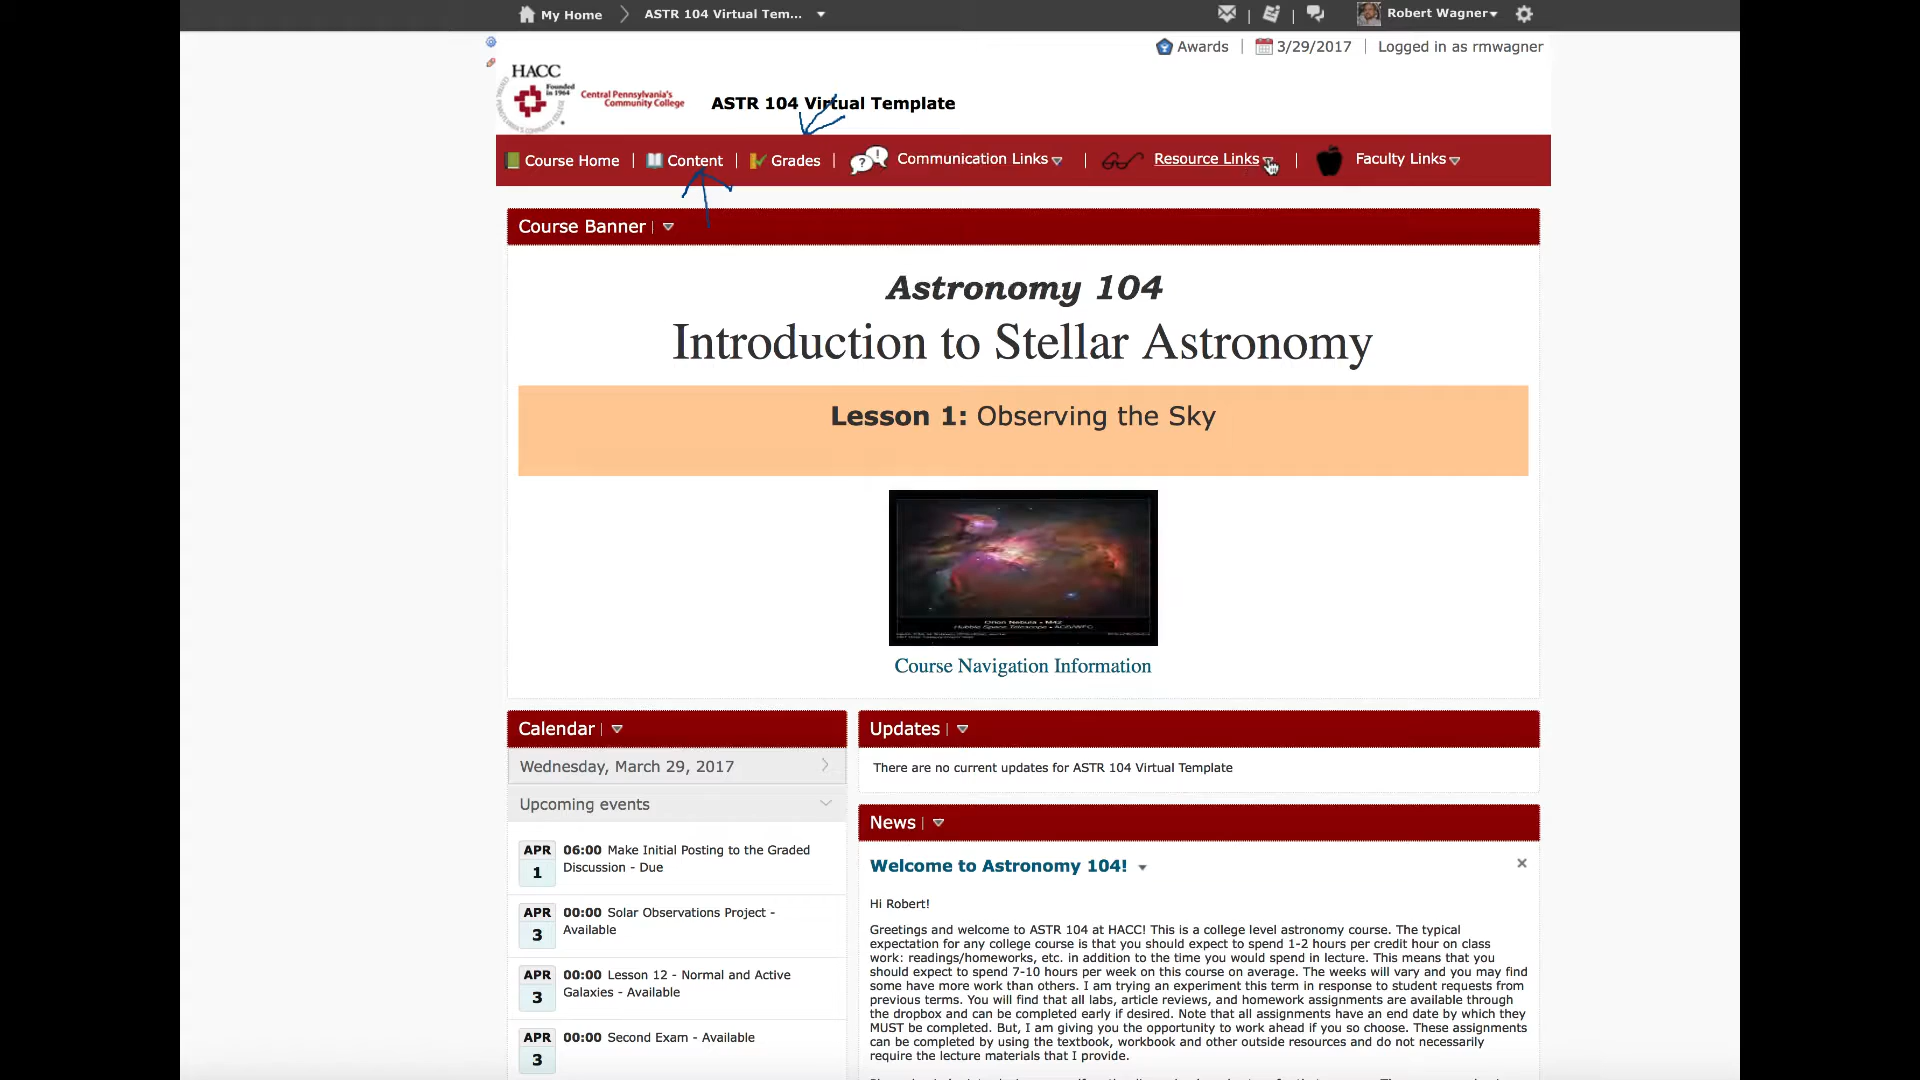 My Home
ASTR 104 Virtual Tem...
Robert Wagner
Awards
3/29/2017
Logged in as rmwagner
HACC
Founded in 1964
Central Pennsylvania's
Community College
ASTR 104 Virtual Template
Course Home
Content
Grades
Communication Links
Resource Links
Faculty Links
Course Banner
Astronomy 104
Introduction to Stellar Astronomy
Lesson 1: Observing the Sky
Orion Nebula • M42
Hubble Space Telescope • ACS/WFC
Course Navigation Information
Calendar
Wednesday, March 29, 2017
Upcoming events
APR 1
06:00 Make Initial Posting to the Graded
Discussion - Due
APR 3
00:00 Solar Observations Project -
Available
APR 3
00:00 Lesson 12 - Normal and Active
Galaxies - Available
APR 3
00:00 Second Exam - Available
Updates
There are no current updates for ASTR 104 Virtual Template
News
Welcome to Astronomy 104!
Hi Robert!
Greetings and welcome to ASTR 104 at HACC! This is a college level astronomy course. The typical
expectation for any college course is that you should expect to spend 1-2 hours per credit hour on class
work: readings/homeworks, etc. in addition to the time you would spend in lecture. This means that you
should expect to spend 7-10 hours per week on this course on average. The weeks will vary and you may find
some have more work than others. I am trying an experiment this term in response to student requests from
previous terms. You will find that all labs, article reviews, and homework assignments are available through
the dropbox and can be completed early if desired. Note that all assignments have an end date by which they
MUST be completed. But, I am giving you the opportunity to work ahead if you so choose. These assignments
can be completed by using the textbook, workbook and other outside resources and do not necessarily
require the lecture materials that I provide.